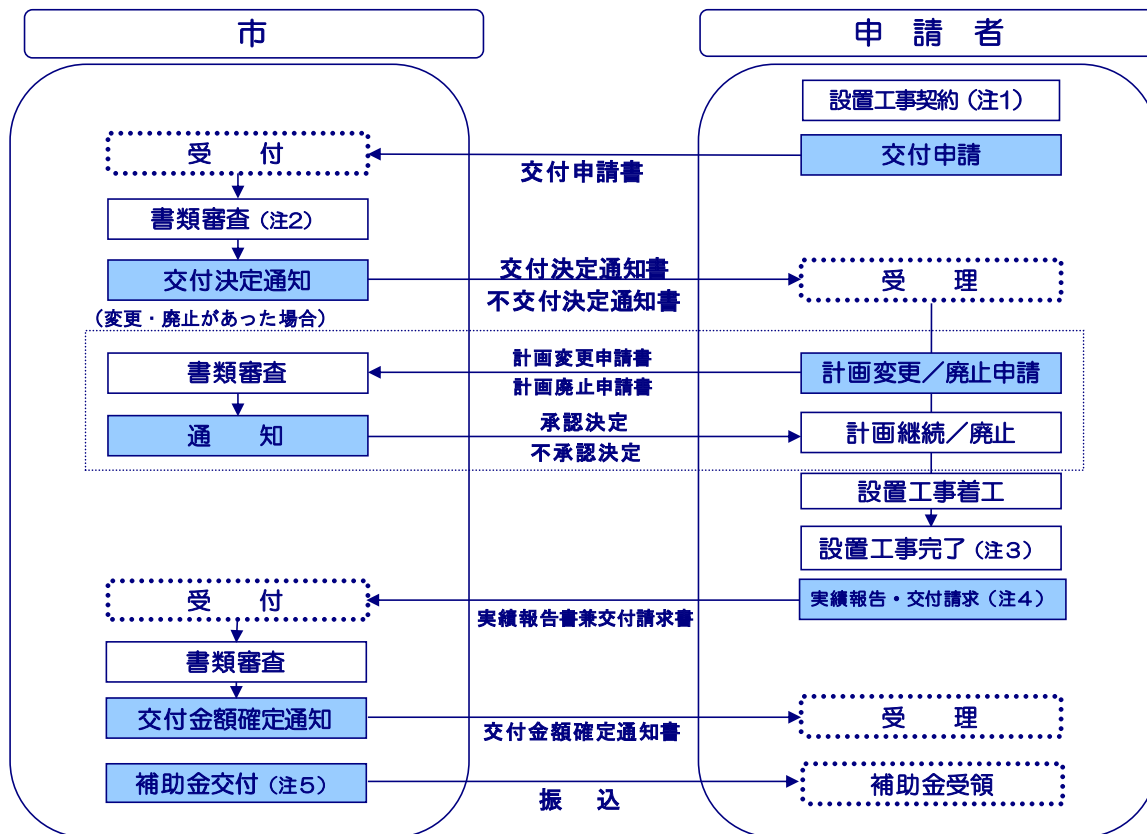 市
申　請　者
設置工事契約（注1）
受　付
交付申請
交付申請書
書類審査（注2）
交付決定通知
交付決定通知書
不交付決定通知書
受　理
（変更・廃止があった場合）
書類審査
計画変更申請書
計画廃止申請書
計画変更／廃止申請
通　知
承認決定
不承認決定
計画継続／廃止
設置工事着工
設置工事完了（注３）
受　付
実績報告書兼交付請求書
実績報告・交付請求（注４）
書類審査
交付金額確定通知
交付金額確定通知書
受　理
補助金交付（注５）
振　込
補助金受領